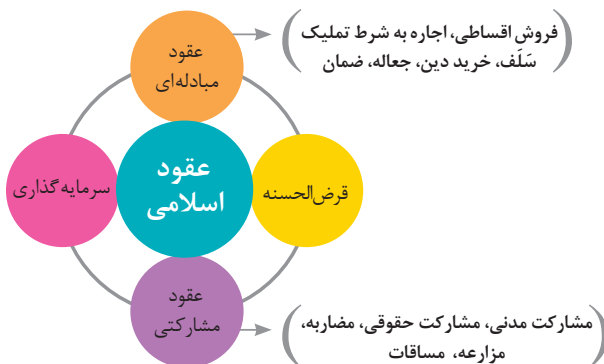 عقود
مبادله‌ای
(فروش اقساطی، اجاره به شرط تملیک
سَلَف، خرید دین، جعاله، ضمان)
عقود
اسلامی
قرض‌الحسنه
سرمایه‌گذاری
عقود
مشارکتی
(مشارکت مدنی، مشارکت حقوقی، مضاربه،
مزارعه، مساقات)